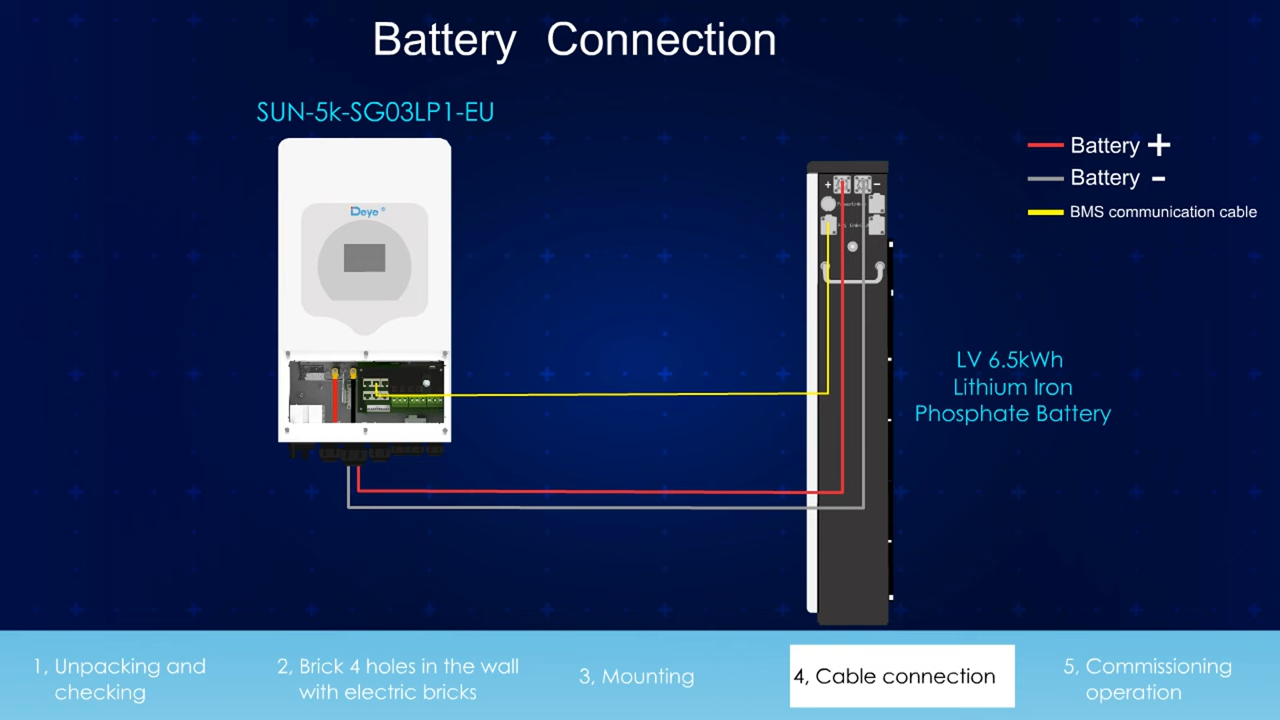 Battery Connection
SUN-5k-SG03LP1-EU
Deye
Battery +
Battery -
BMS communication cable
+ -
LV 6.5kWh
Lithium Iron
Phosphate Battery
1, Unpacking and
checking
2, Brick 4 holes in the wall
with electric bricks
3, Mounting
4, Cable connection
5, Commissioning
operation